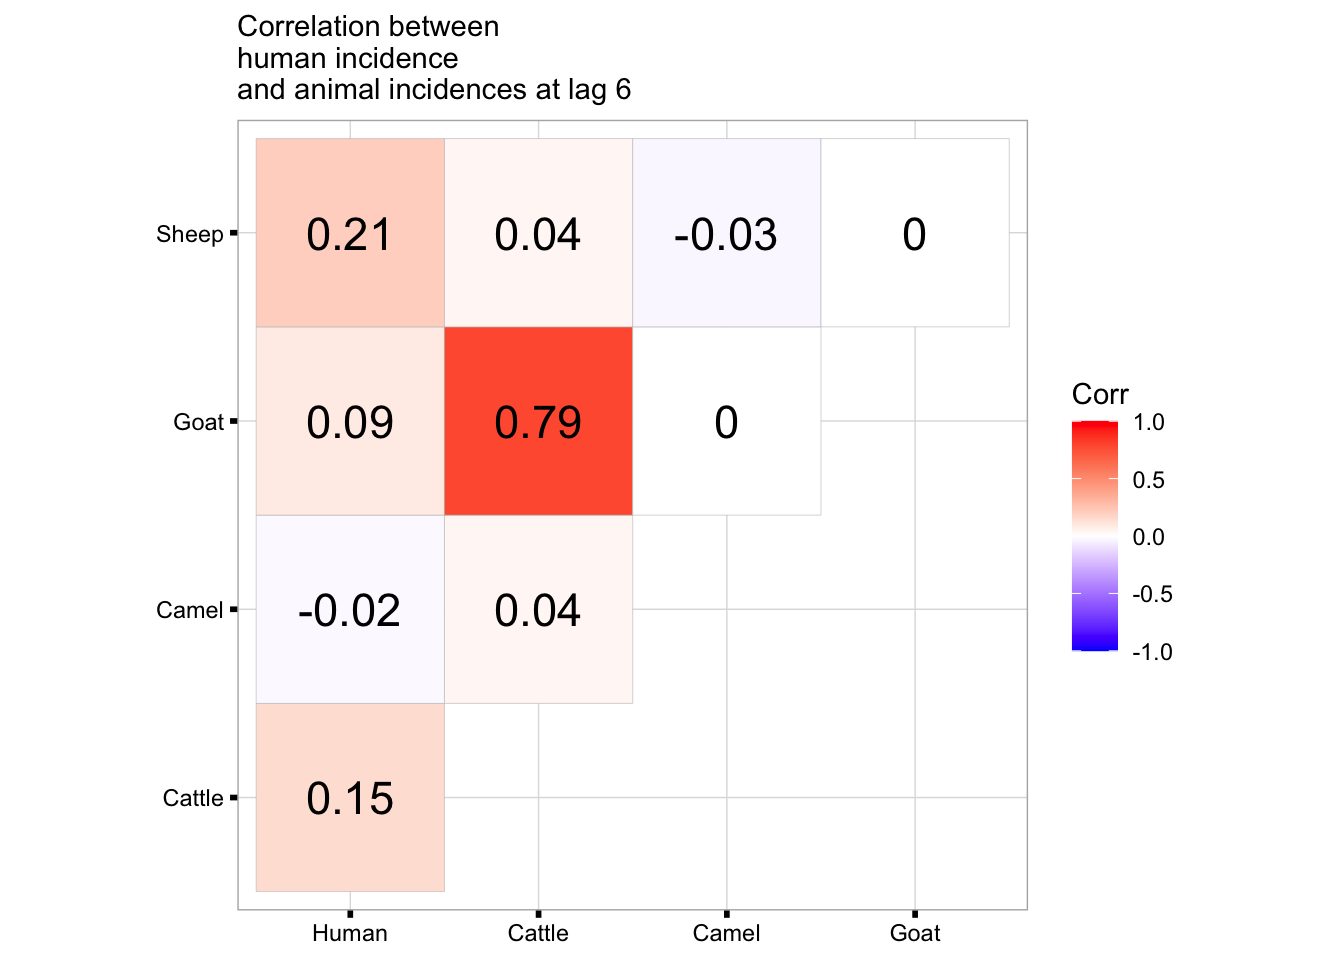 Correlation between
human incidence
and animal incidences at lag 6
Sheep 0.21 0.04 -0.03 0
Goat 0.09 0.79 0
Camel -0.02 0.04
Cattle 0.15
Human Cattle Camel Goat
Corr
1.0
0.5
0.0
-0.5
-1.0